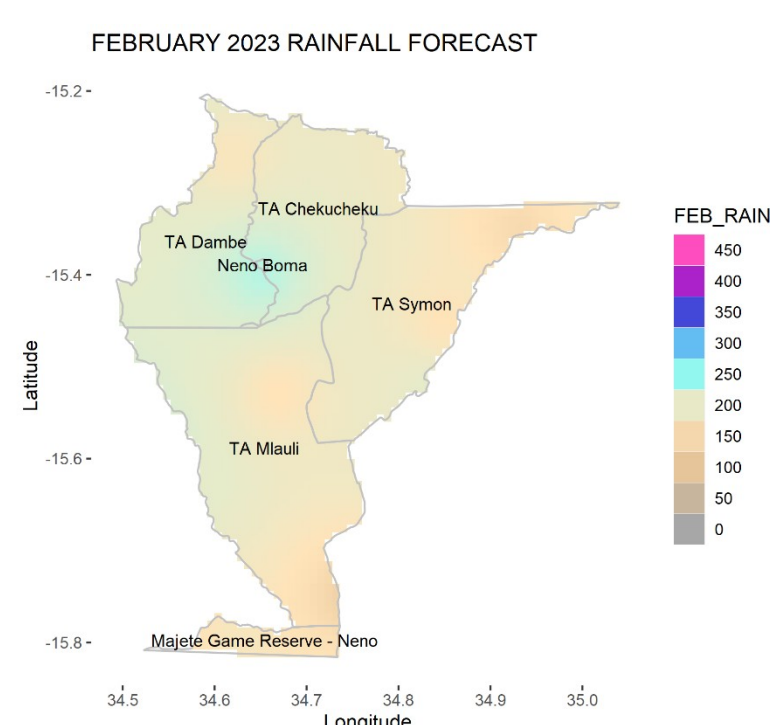 FEBRUARY 2023 RAINFALL FORECAST
-15.2
TA Chekucheku
TA Dambe
Neno Boma
-15.4
TA Symon
Latitude
TA Mlauli
-15.6
Majete Game Reserve - Neno
-15.8
34.5 34.6 34.7 34.8 34.9 35.0
Longitude
FEB_RAIN
450
400
350
300
250
200
150
100
50
0